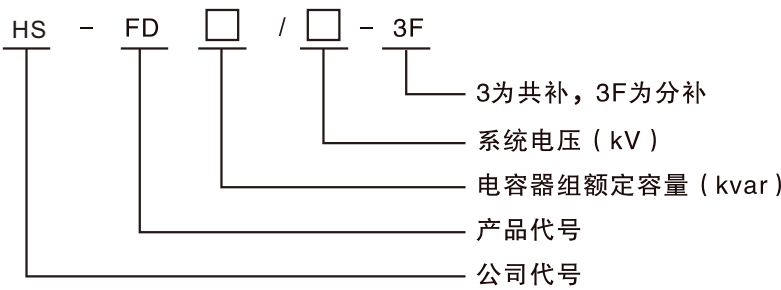 HS - FD□ / □ - 3F
3为共补，3F为分补
系统电压（kV）
电容器组额定容量（kvar）
产品代号
公司代号